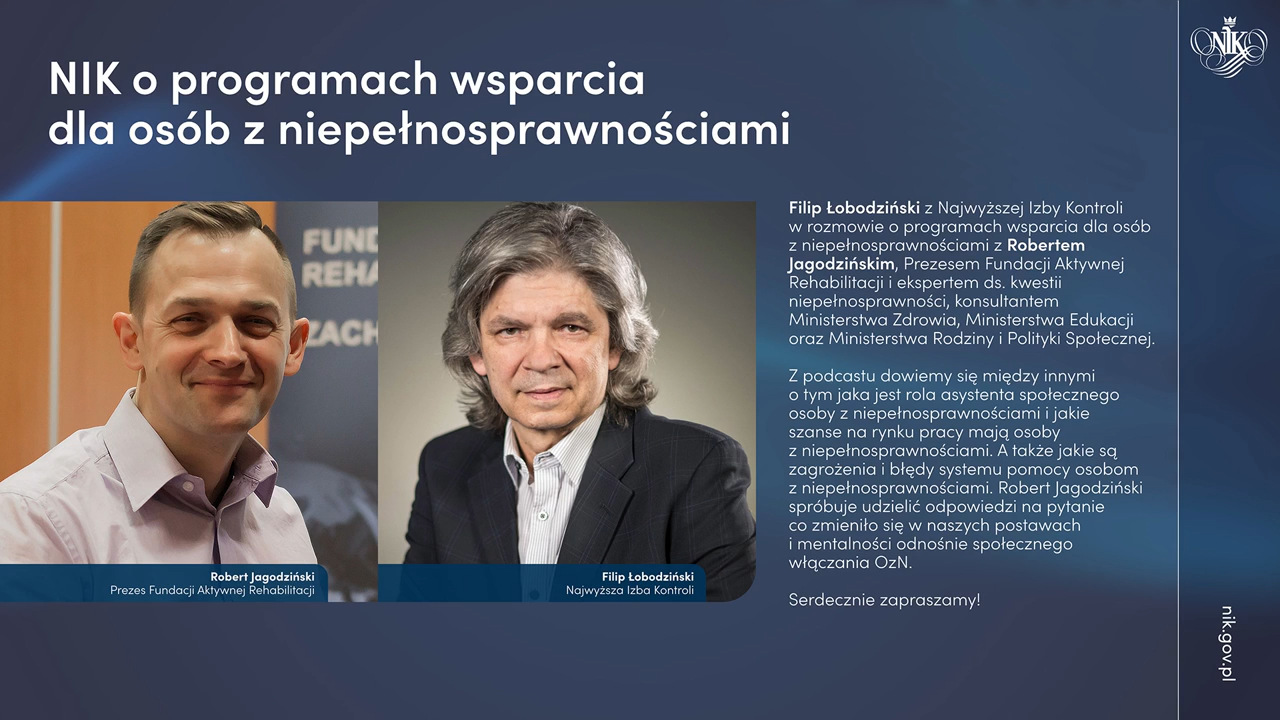 NIK
NIK o programach wsparcia
dla osób z niepełnosprawnościami
FUND
REHA
ZACH
Robert Jagodziński
Prezes Fundacji Aktywnej Rehabilitacji
Filip Łobodziński
Najwyższa Izba Kontroli
Filip Łobodziński z Najwyższej Izby Kontroli
w rozmowie o programach wsparcia dla osób
z niepełnosprawnościami z Robertem
Jagodzińskim, Prezesem Fundacji Aktywnej
Rehabilitacji i ekspertem ds. kwestii
niepełnosprawności, konsultantem
Ministerstwa Zdrowia, Ministerstwa Edukacji
oraz Ministerstwa Rodziny i Polityki Społecznej.
Z podcastu dowiemy się między innymi
o tym jaka jest rola asystenta społecznego
osoby z niepełnosprawnościami i jakie
szanse na rynku pracy mają osoby
z niepełnosprawnościami. A także jakie są
zagrożenia i błędy systemu pomocy osobom
z niepełnosprawnościami. Robert Jagodziński
spróbuje udzielić odpowiedzi na pytanie
co zmieniło się w naszych postawach
i mentalności odnośnie społecznego
włączania OzN.
Serdecznie zapraszamy!
nik.gov.pl